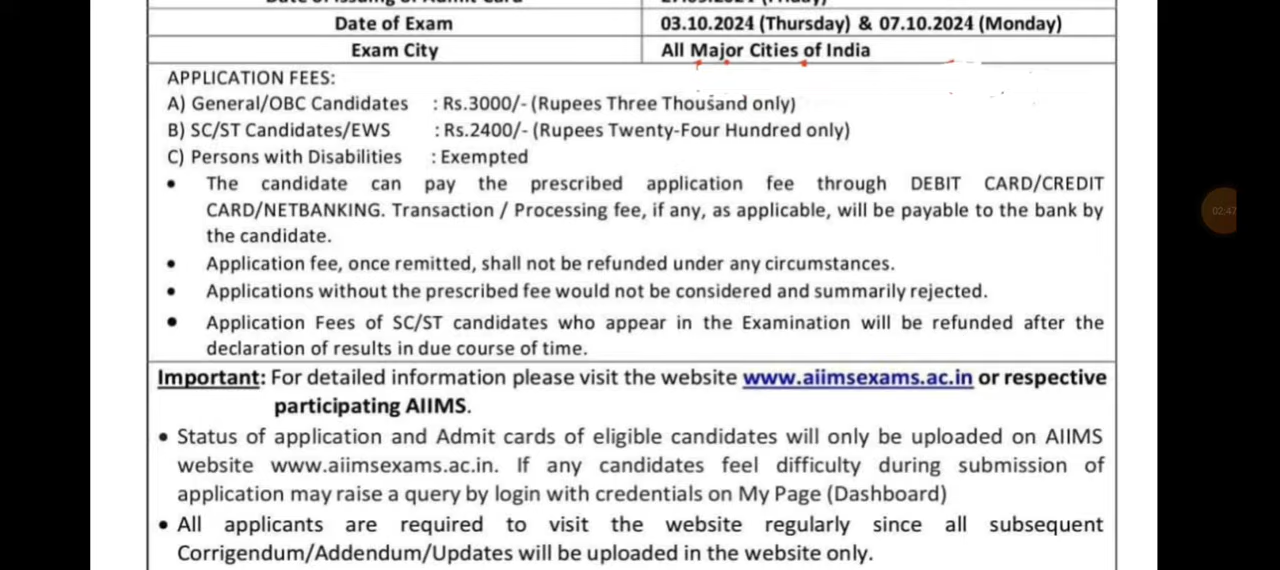 Date of Exam 03.10.2024 (Thursday) & 07.10.2024 (Monday)
Exam City All Major Cities of India
APPLICATION FEES:
A) General/OBC Candidates : Rs.3000/- (Rupees Three Thousand only)
B) SC/ST Candidates/EWS : Rs.2400/- (Rupees Twenty-Four Hundred only)
C) Persons with Disabilities : Exempted
• The candidate can pay the prescribed application fee through DEBIT CARD/CREDIT
CARD/NETBANKING. Transaction / Processing fee, if any, as applicable, will be payable to the bank by
the candidate.
• Application fee, once remitted, shall not be refunded under any circumstances.
• Applications without the prescribed fee would not be considered and summarily rejected.
• Application Fees of SC/ST candidates who appear in the Examination will be refunded after the
declaration of results in due course of time.
Important: For detailed information please visit the website www.aiimsexams.ac.in or respective
participating AIIMS.
• Status of application and Admit cards of eligible candidates will only be uploaded on AIIMS
website www.aiimsexams.ac.in. If any candidates feel difficulty during submission of
application may raise a query by login with credentials on My Page (Dashboard)
• All applicants are required to visit the website regularly since all subsequent
Corrigendum/Addendum/Updates will be uploaded in the website only.
02:47